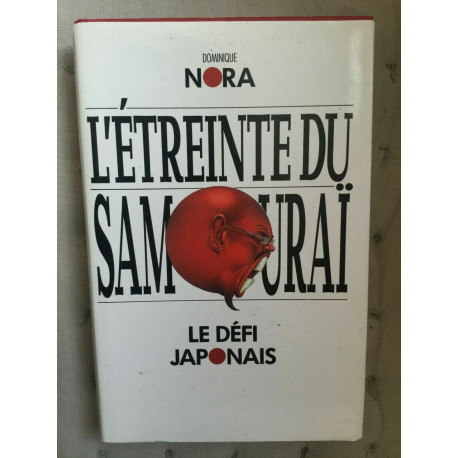 DOMINIQUE
NORA
L'ÉTREINTE DU
SAMOURAÏ
LE DÉFI
JAPONAIS